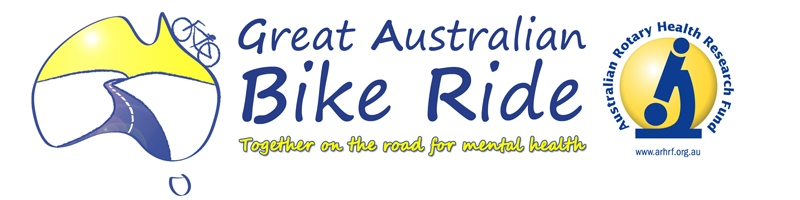 Great Australian
Bike Ride
Together on the road for mental health
Australian Rotary Health Research Fund
www.arhrf.org.au